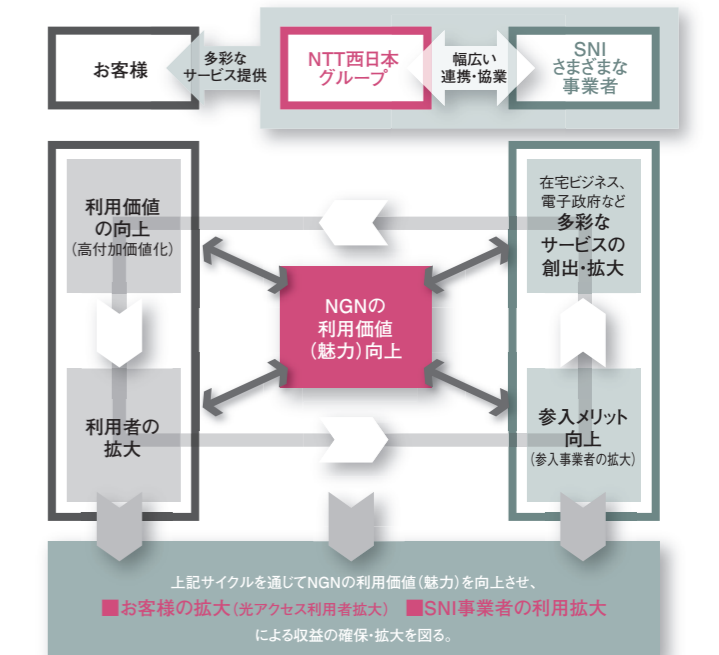 お客様
多彩な
サービス提供
NTT西日本
グループ
幅広い
連携・協業
SNI
さまざまな
事業者
利用価値
の向上
(高付加価値化)
在宅ビジネス、
電子政府など
多彩な
サービスの
創出・拡大
NGNの
利用価値
(魅力)向上
利用者の
拡大
参入メリット
向上
(参入事業者の拡大)
上記サイクルを通じてNGNの利用価値(魅力)を向上させ、
■お客様の拡大(光アクセス利用者拡大) ■SNI事業者の利用拡大
による収益の確保・拡大を図る。